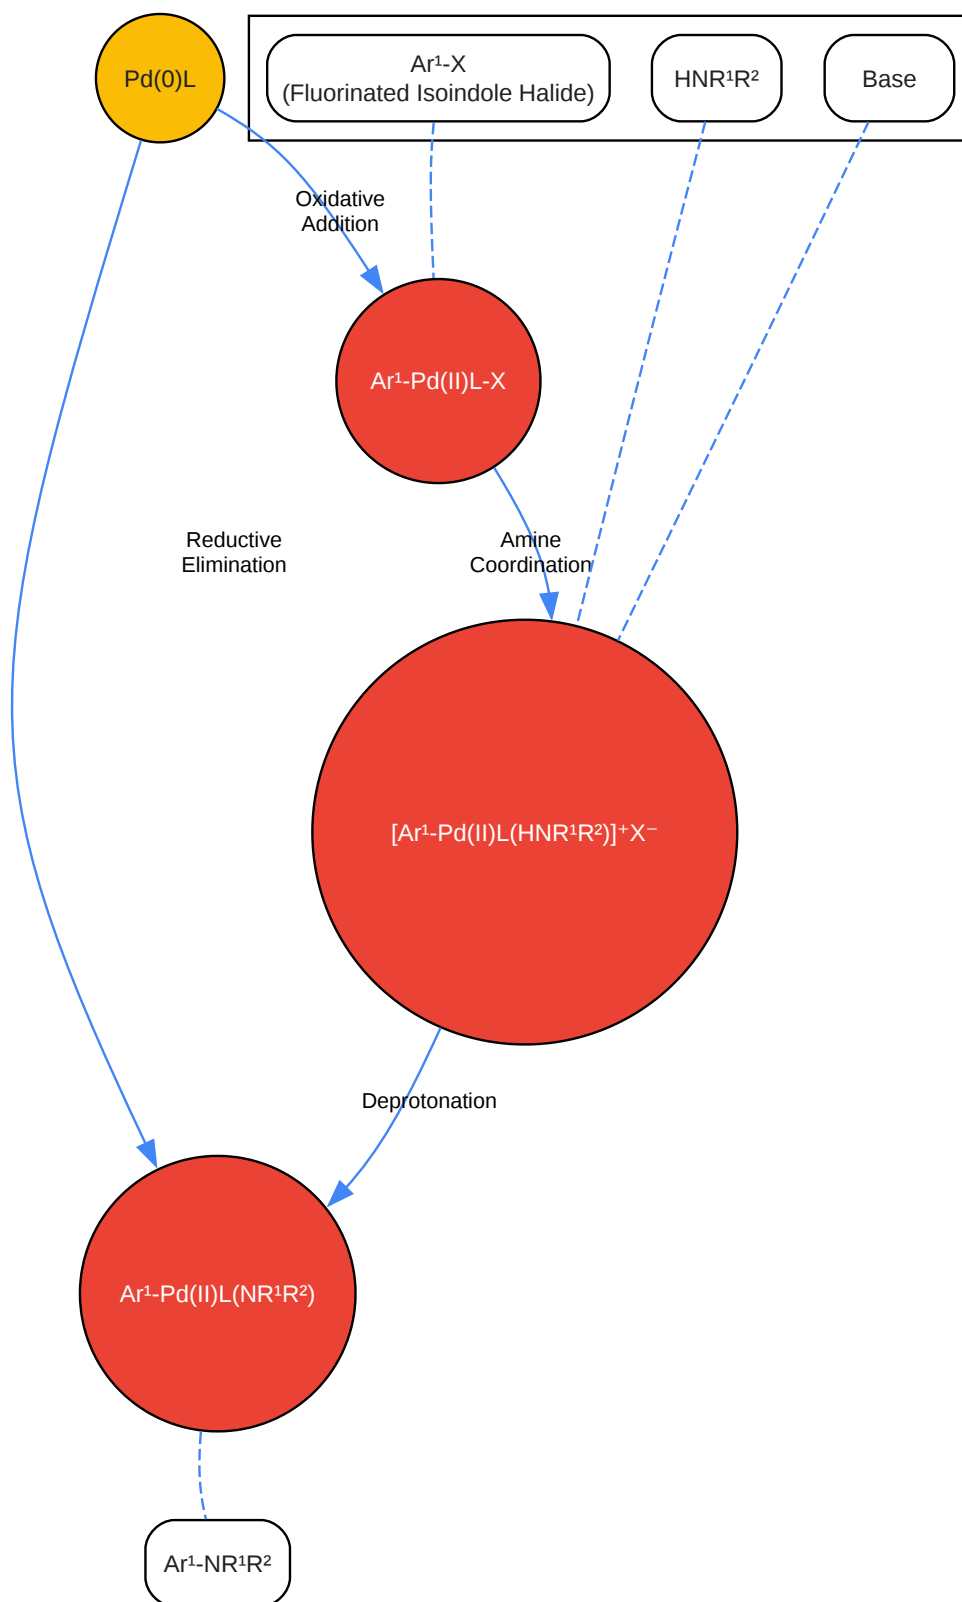 Pd(0)L
Ar¹-X
(Fluorinated Isoindole Halide)
HNR¹R²
Base
Oxidative
Addition
Ar¹-Pd(II)L-X
Reductive
Elimination
Amine
Coordination
[Ar¹-Pd(II)L(HNR¹R²)]⁺X⁻
Deprotonation
Ar¹-Pd(II)L(NR¹R²)
Ar¹-NR¹R²